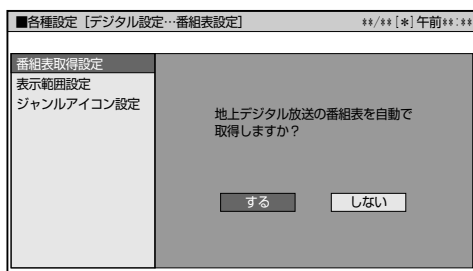 ■各種設定［デジタル設定…番組表設定］ **/**[*]午前**:**
番組表取得設定
表示範囲設定
ジャンルアイコン設定
地上デジタル放送の番組表を自動で
取得しますか？
する しない